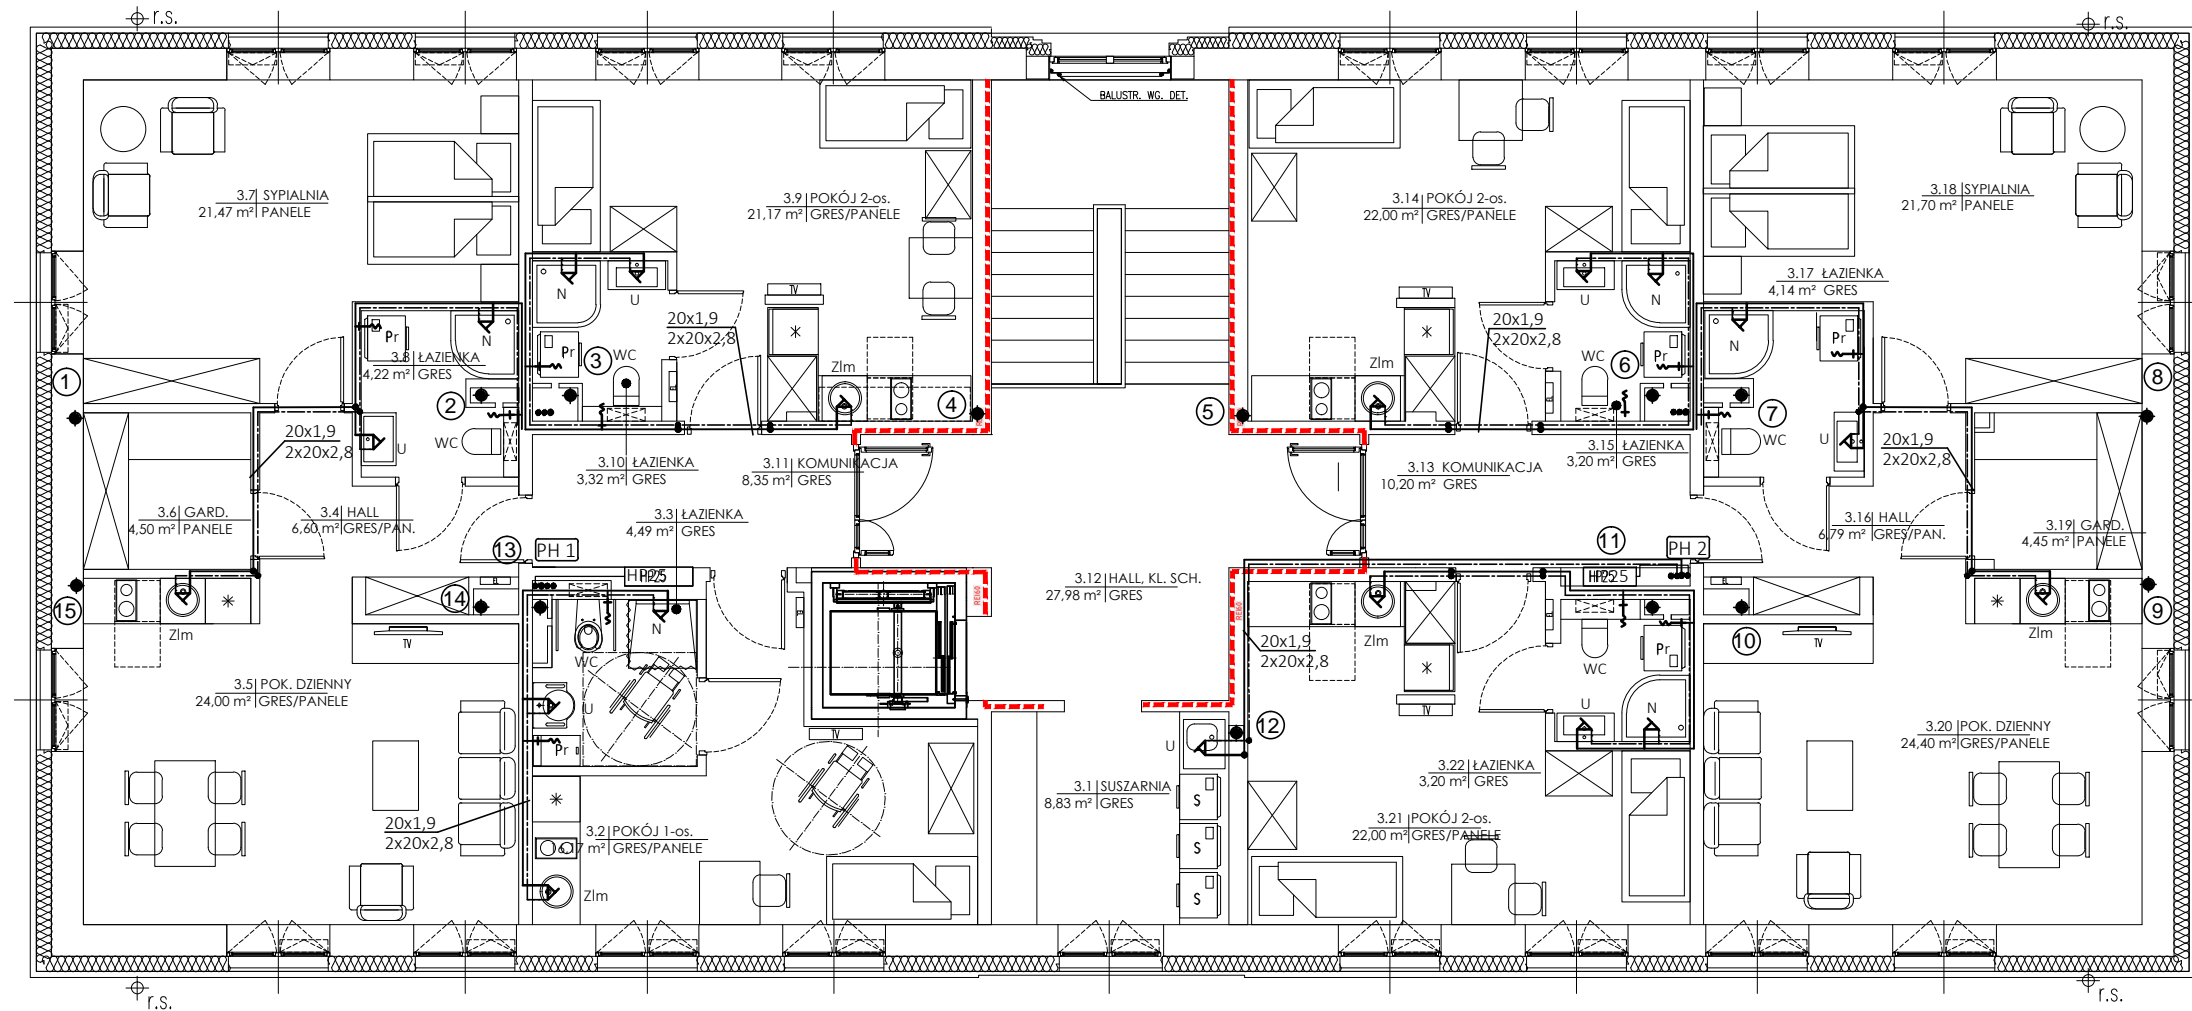 r.s.
r.s.
BALUSTR. WG. DET.
3.7 SYPIALNIA
21,47 m² PANELE
3.9 POKÓJ 2-os.
21,17 m² GRES/PANELE
3.14 POKÓJ 2-os.
22,00 m² GRES/PANELE
3.18 SYPIALNIA
21,70 m² PANELE
3.17 ŁAZIENKA
4,14 m² GRES
N
U
TV
TV
U
N
N
20x1,9
2x20x2,8
20x1,9
2x20x2,8
N
Pr
3.8 ŁAZIENKA
4,22 m² GRES
Pr
3
WC
Zlm
Zlm
WC
6
Pr
Pr
1
2
4
5
7
8
20x1,9
2x20x2,8
WC
U
WC
U
20x1,9
2x20x2,8
3.10 ŁAZIENKA
3,32 m² GRES
3.11 KOMUNIKACJA
8,35 m² GRES
3.13 KOMUNIKACJA
10,20 m² GRES
3.15 ŁAZIENKA
3,20 m² GRES
3.6 GARD.
4,50 m² PANELE
3.4 HALL
6,60 m² GRES/PAN.
3.3 ŁAZIENKA
4,49 m² GRES
3.16 HALL
6,79 m² GRES/PAN.
3.19 GARD.
4,45 m² PANELE
13
PH 1
11
PH 2
HP25
3.12 HALL, KL. SCH.
27,98 m² GRES
HP25
15
14
REI60
REI60
10
9
Zlm
TV
N
WC
20x1,9
2x20x2,8
Zlm
WC
Pr
TV
Zlm
3.5 POK. DZIENNY
24,00 m² GRES/PANELE
U
Pr
TV
U
12
TV
U
N
3.20 POK. DZIENNY
24,40 m² GRES/PANELE
3.22 ŁAZIENKA
3,20 m² GRES
3.1 SUSZARNIA
8,83 m² GRES
S
S
S
20x1,9
2x20x2,8
3.2 POKÓJ 1-os.
m² GRES/PANELE
Zlm
3.21 POKÓJ 2-os.
22,00 m² GRES/PANELE
r.s.
r.s.